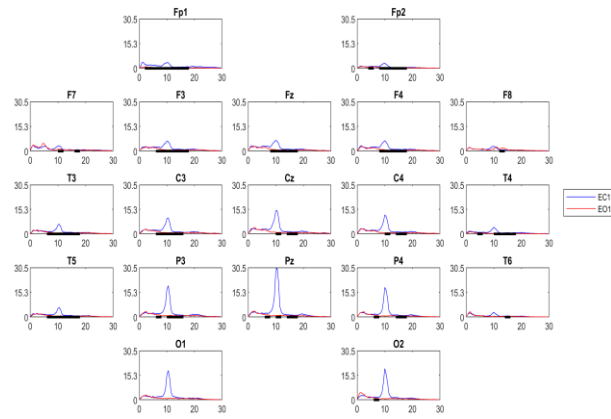 Fp1 Fp2
30.5 30.5
15.3 15.3
0 0
0 10 20 30 0 10 20 30
F7 F3 Fz F4 F8
30.5 30.5 30.5 30.5 30.5
15.3 15.3 15.3 15.3 15.3
0 0 0 0 0
0 10 20 30 0 10 20 30 0 10 20 30 0 10 20 30 0 10 20 30
T3 C3 Cz C4 T4
30.5 30.5 30.5 30.5 30.5
15.3 15.3 15.3 15.3 15.3
0 0 0 0 0
0 10 20 30 0 10 20 30 0 10 20 30 0 10 20 30 0 10 20 30
EC1
EO1
T5 P3 Pz P4 T6
30.5 30.5 30.5 30.5 30.5
15.3 15.3 15.3 15.3 15.3
0 0 0 0 0
0 10 20 30 0 10 20 30 0 10 20 30 0 10 20 30 0 10 20 30
O1 O2
30.5 30.5
15.3 15.3
0 0
0 10 20 30 0 10 20 30